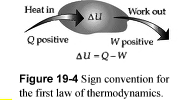 Heat in
Work out
ΔU
Q positive
W positive
ΔU = Q – W
Figure 19-4 Sign convention for
the first law of thermodynamics.